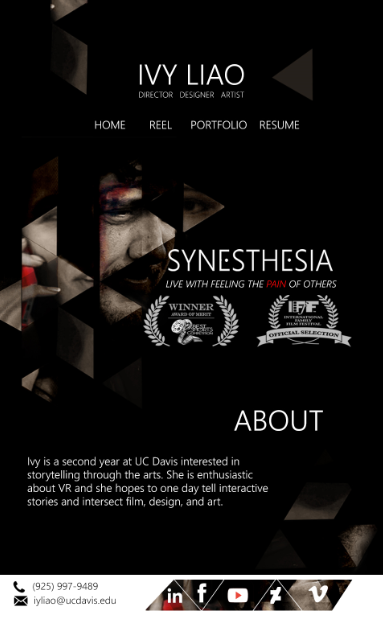 IVY LIAO
DIRECTOR DESIGNER ARTIST
HOME REEL PORTFOLIO RESUME
SYNESTHESIA
LIVE WITH FEELING THE PAIN OF OTHERS
WINNER
AWARD OF MERIT
BEST
SHORTS
COMPETITION
INTERNATIONAL
FAMILY
FILM FESTIVAL
OFFICIAL SELECTION
ABOUT
Ivy is a second year at UC Davis interested in
storytelling through the arts. She is enthusiastic
about VR and she hopes to one day tell interactive
stories and intersect film, design, and art.
(925) 997-9489
iyliao@ucdavis.edu
in f